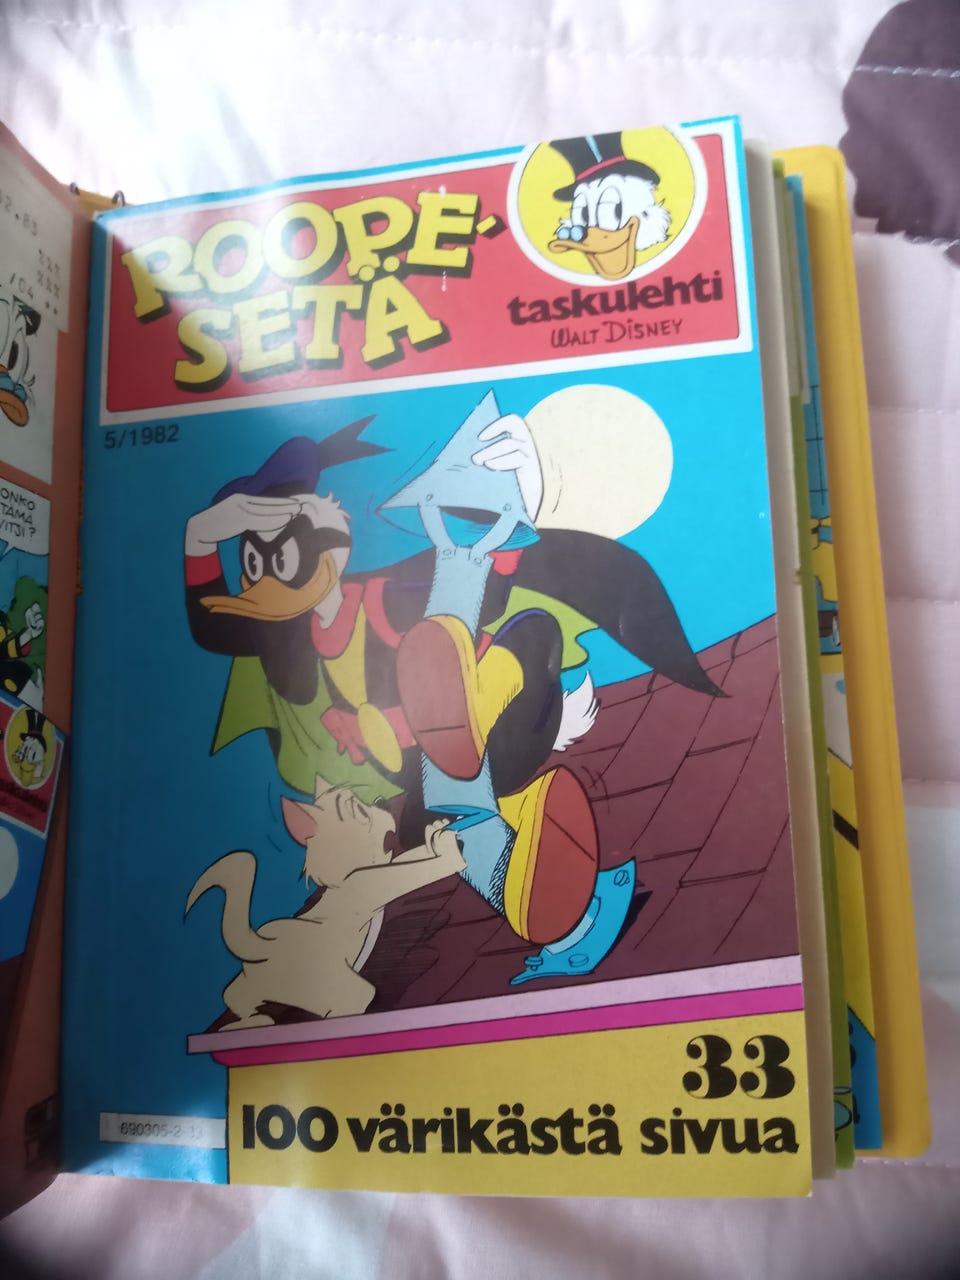 ROOPE-
SETÄ
taskulehti
WALT DISNEY
5/1982
33
100 värikästä sivua